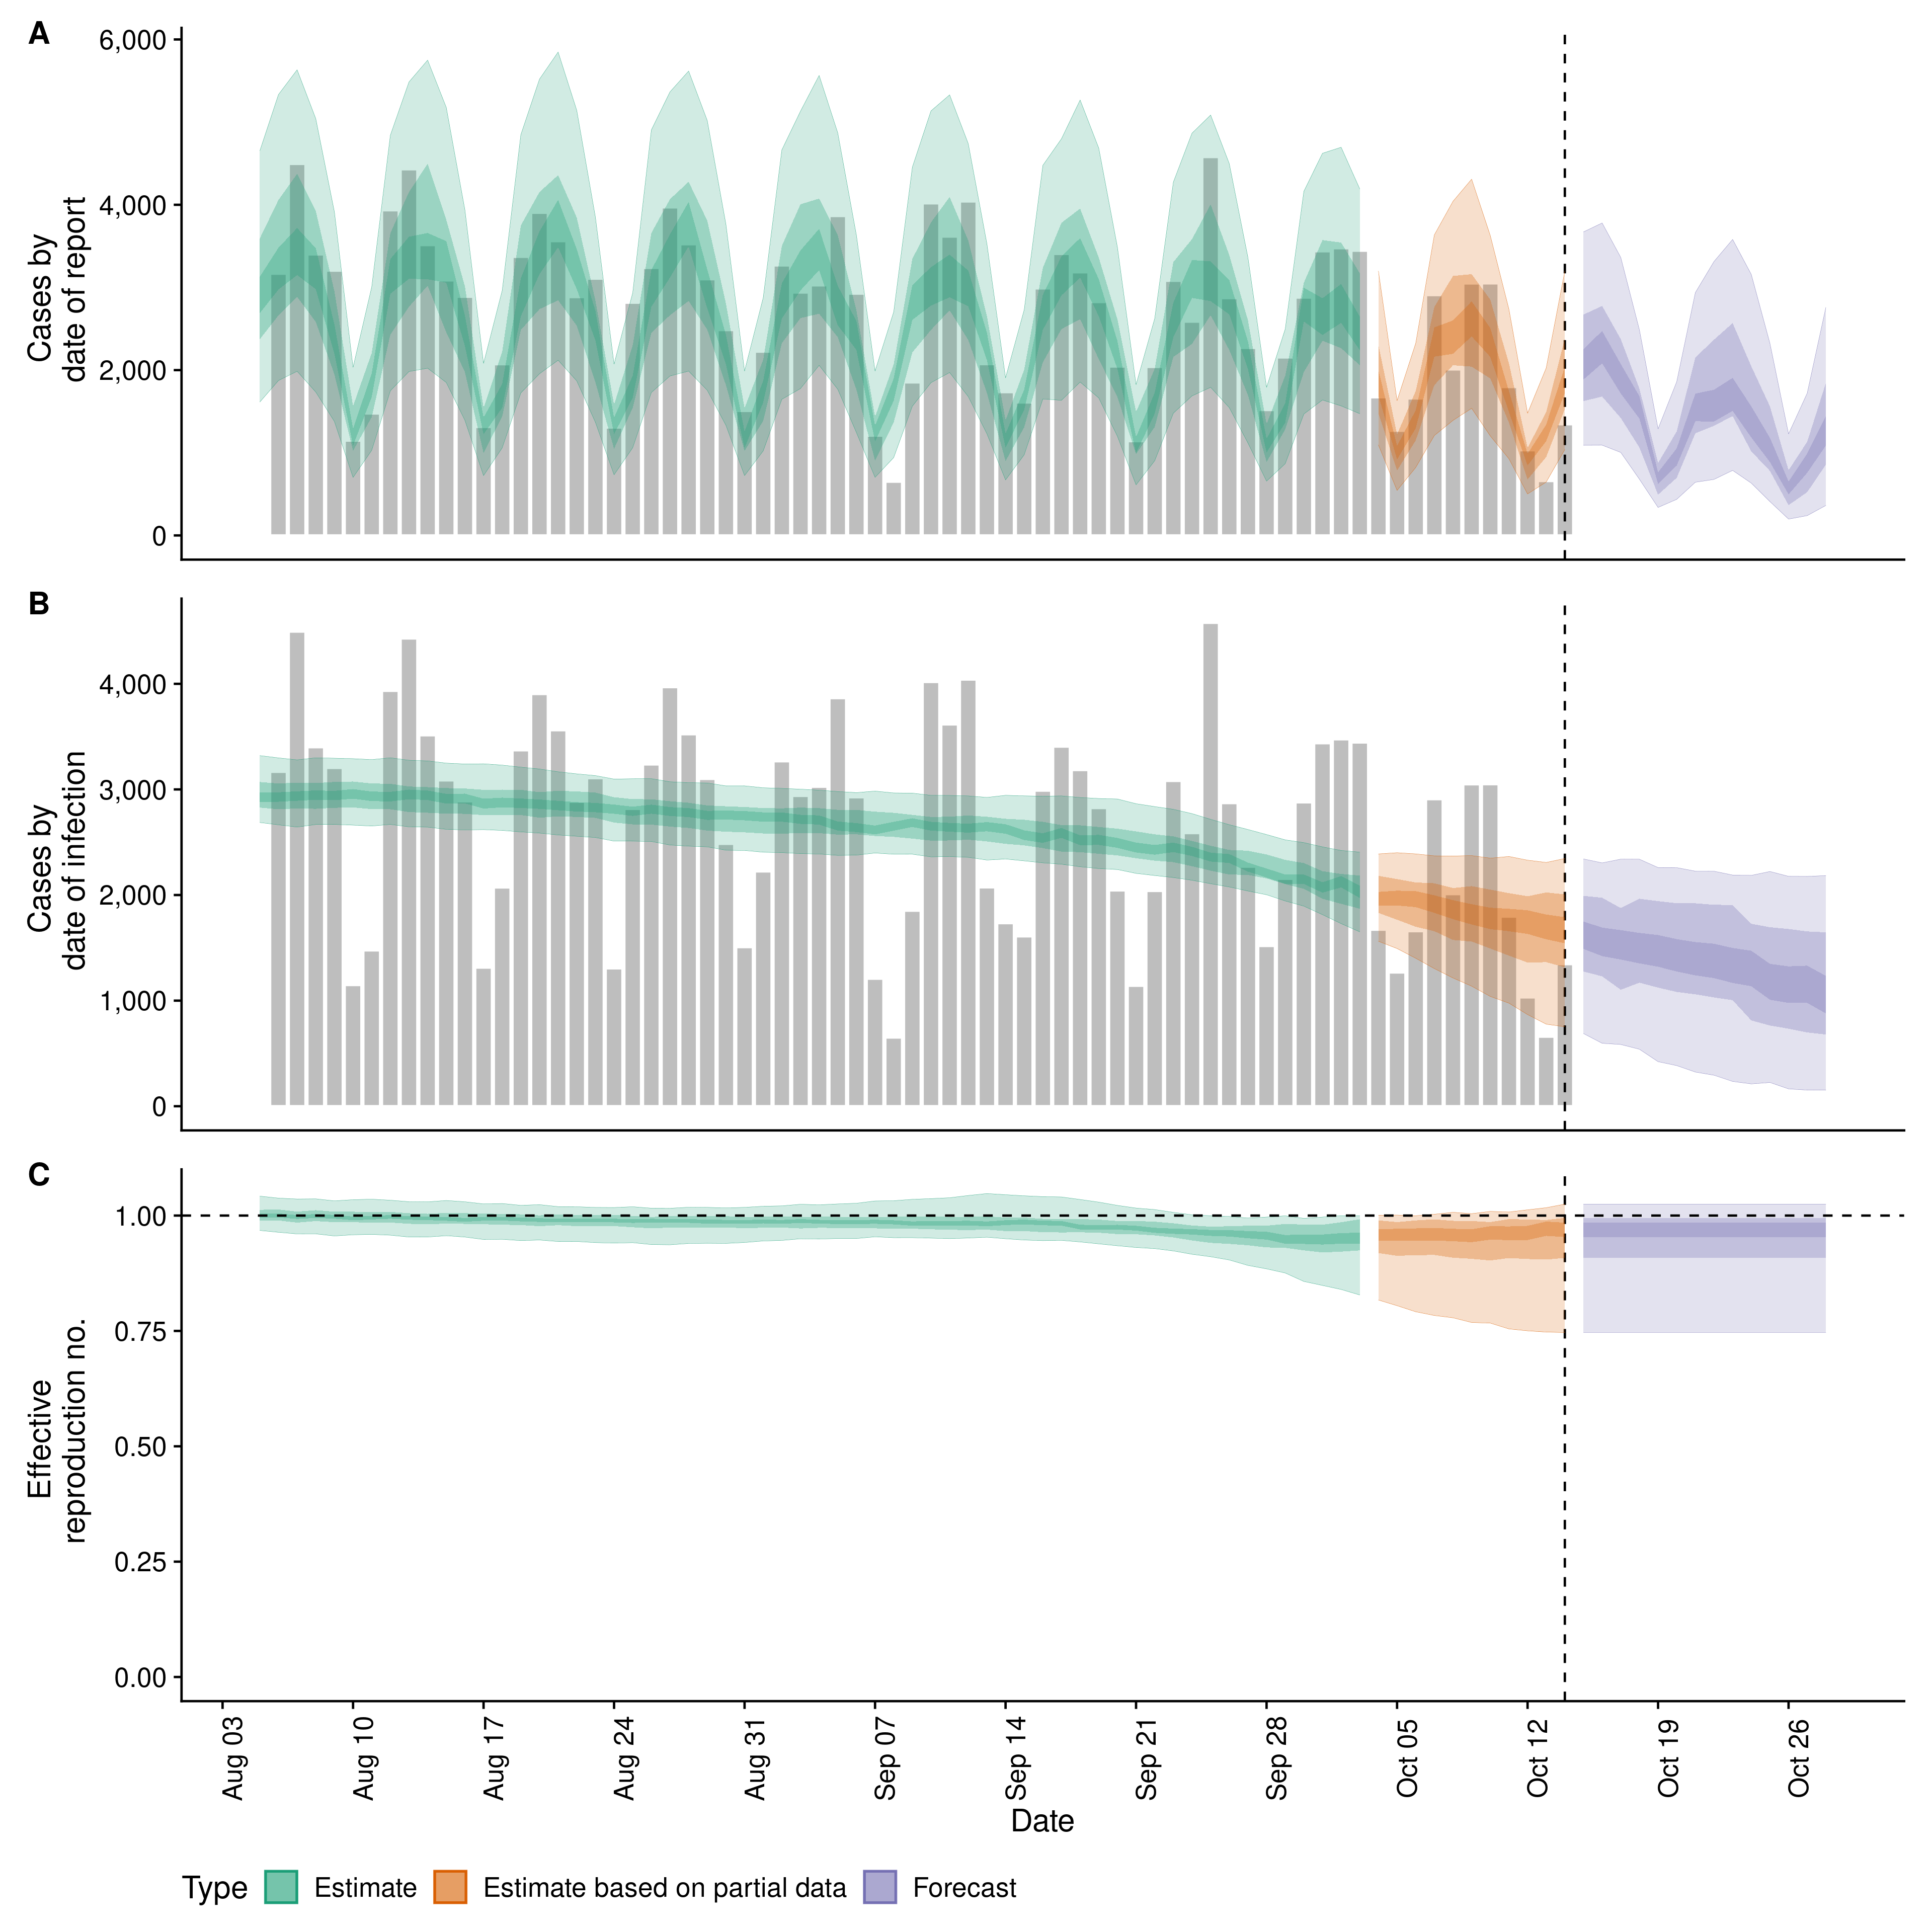 A
6,000
4,000
2,000
0
Cases by
date of report
B
4,000
3,000
2,000
1,000
0
Cases by
date of infection
C
1.00
0.75
0.50
0.25
0.00
Effective
reproduction no.
Aug 03
Aug 10
Aug 17
Aug 24
Aug 31
Sep 07
Sep 14
Sep 21
Sep 28
Oct 05
Oct 12
Oct 19
Oct 26
Date
Type Estimate Estimate based on partial data Forecast